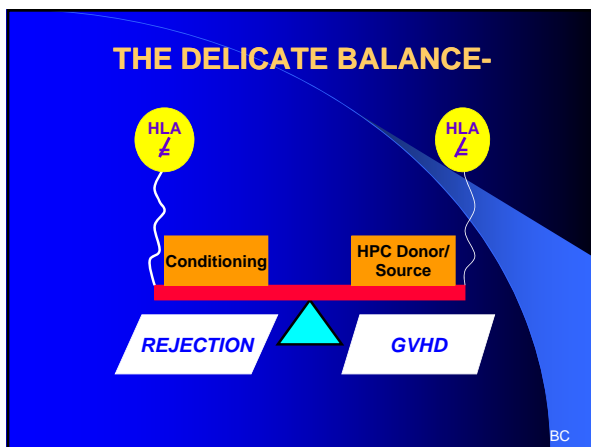 THE DELICATE BALANCE-
HLA
≠
HLA
≠
Conditioning
HPC Donor/
Source
REJECTION
GVHD
BC